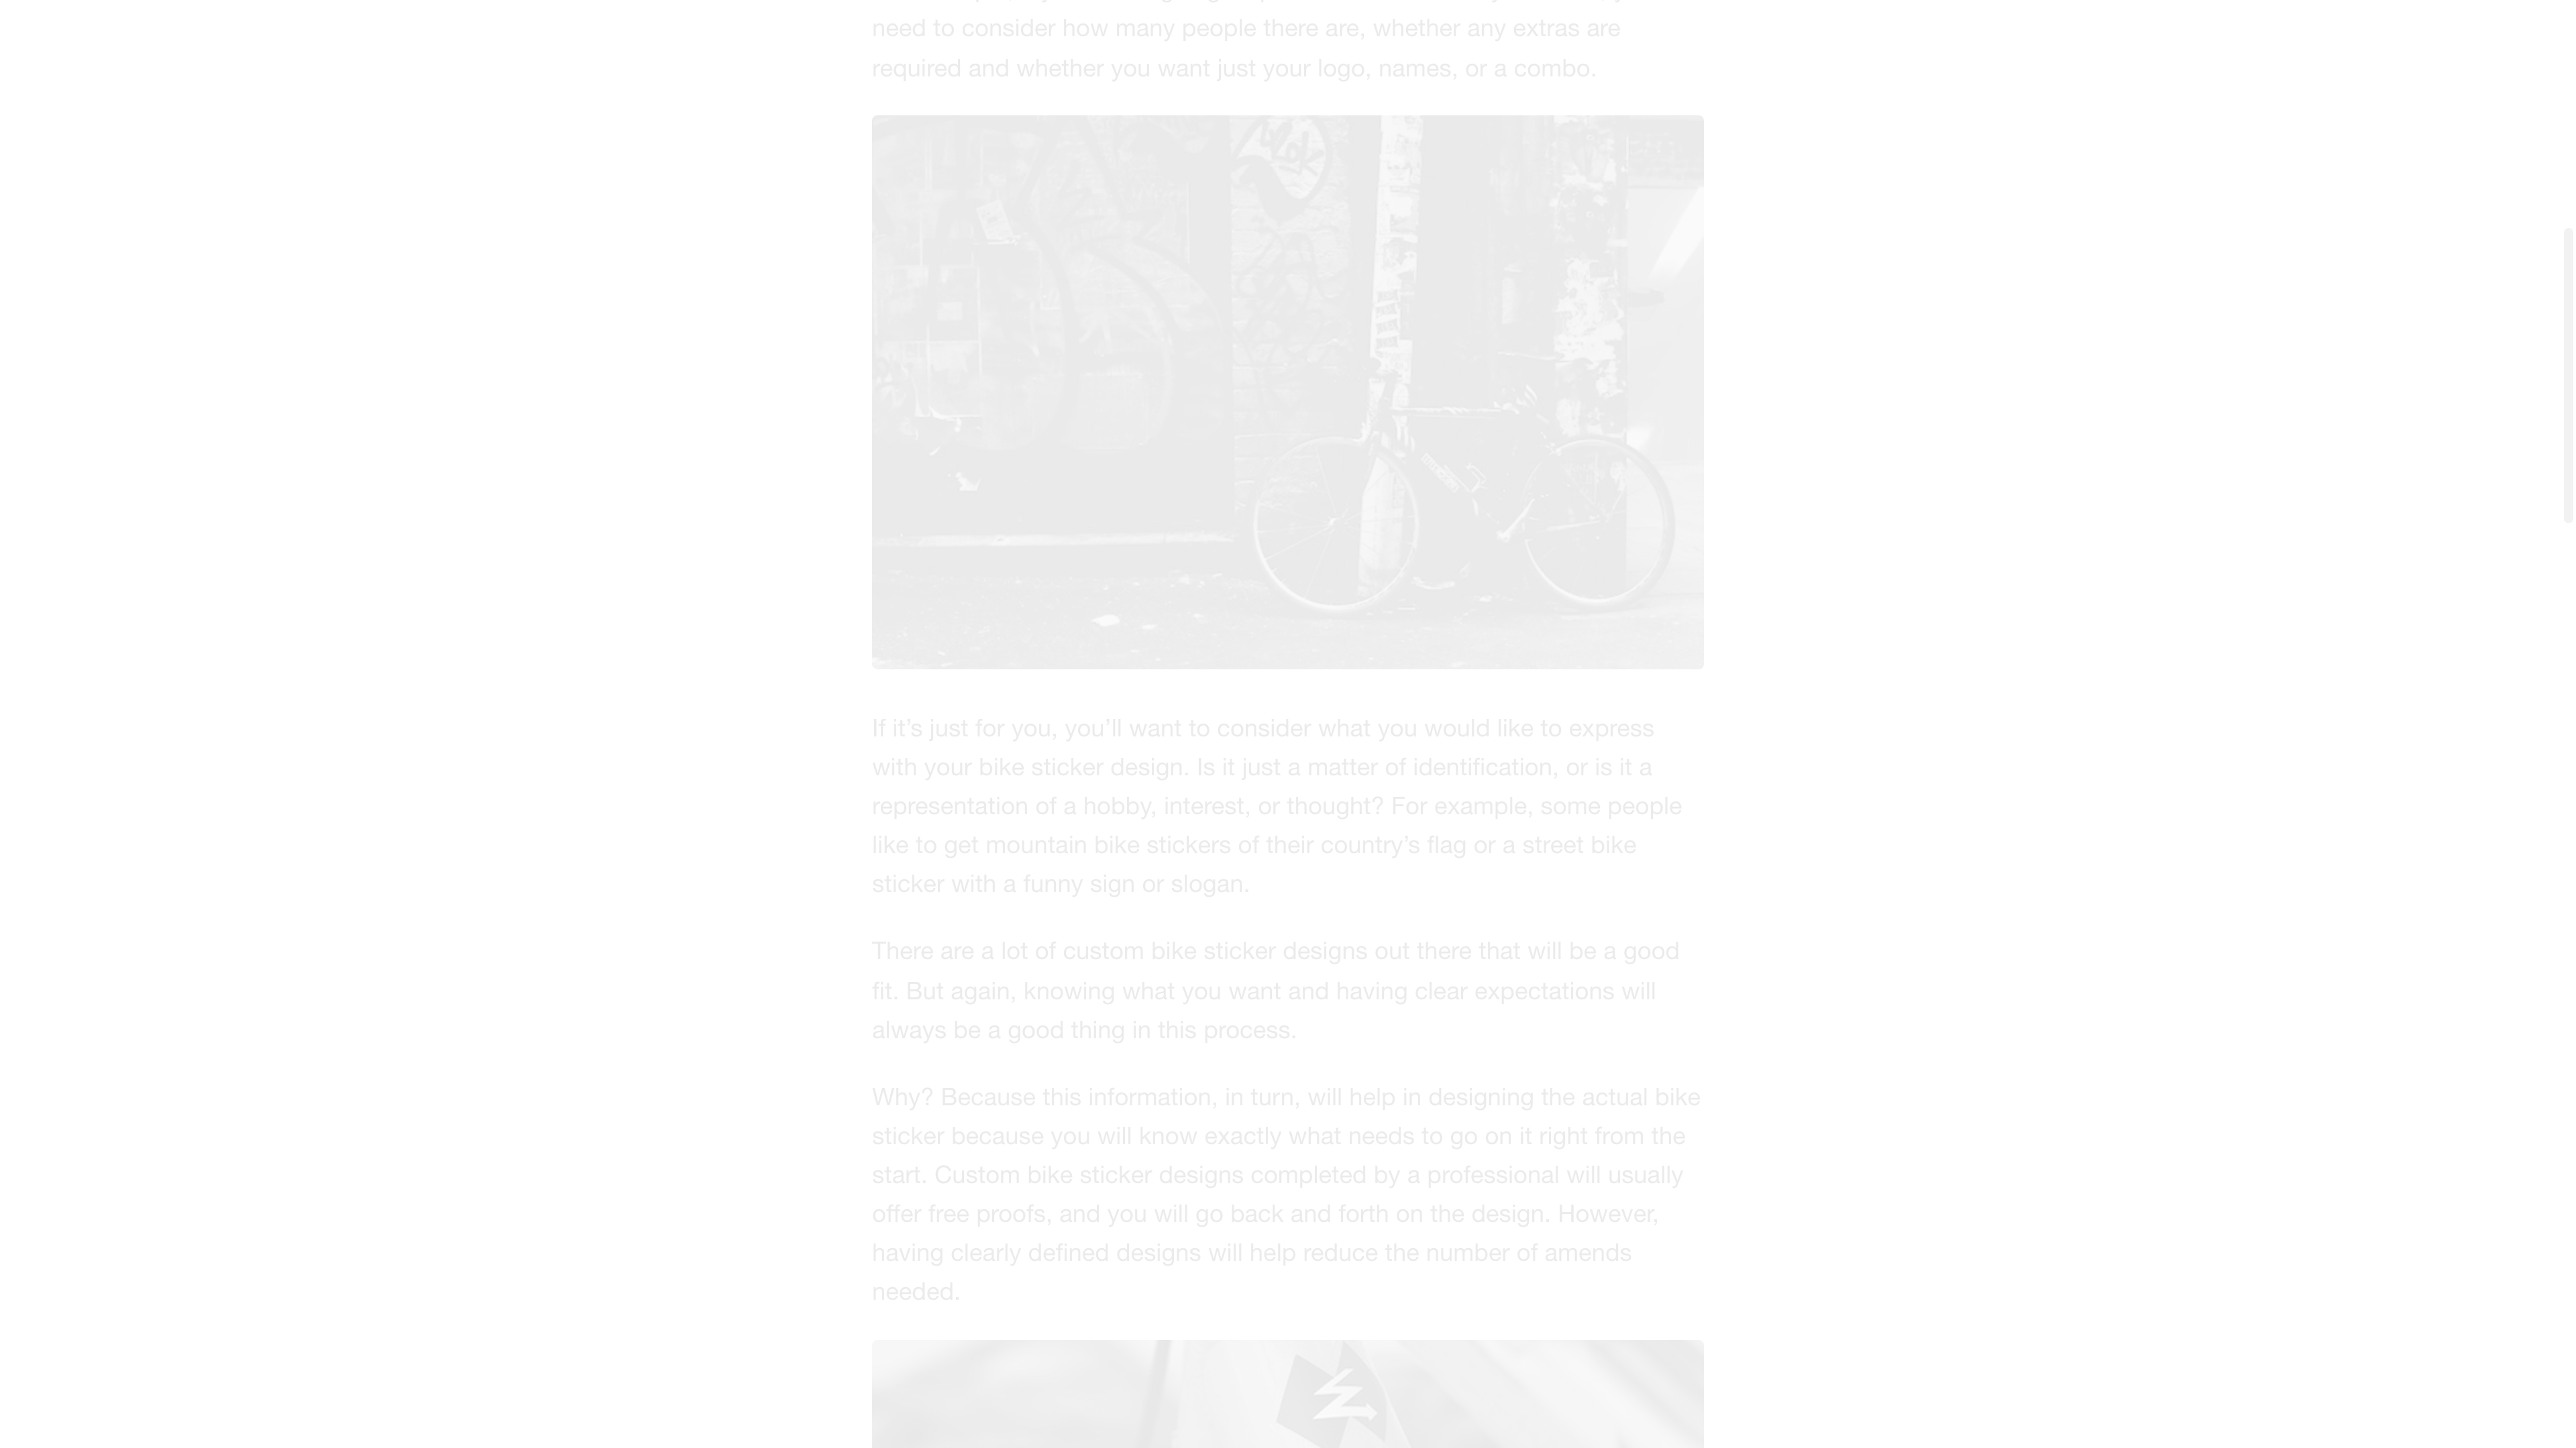 need to consider how many people there are, whether any extras are
required and whether you want just your logo, names, or a combo.
If it’s just for you, you’ll want to consider what you would like to express
with your bike sticker design. Is it just a matter of identification, or is it a
representation of a hobby, interest, or thought? For example, some people
like to get mountain bike stickers of their country’s flag or a street bike
sticker with a funny sign or slogan.
There are a lot of custom bike sticker designs out there that will be a good
fit. But again, knowing what you want and having clear expectations will
always be a good thing in this process.
Why? Because this information, in turn, will help in designing the actual bike
sticker because you will know exactly what needs to go on it right from the
start. Custom bike sticker designs completed by a professional will usually
offer free proofs, and you will go back and forth on the design. However,
having clearly defined designs will help reduce the number of amends
needed.